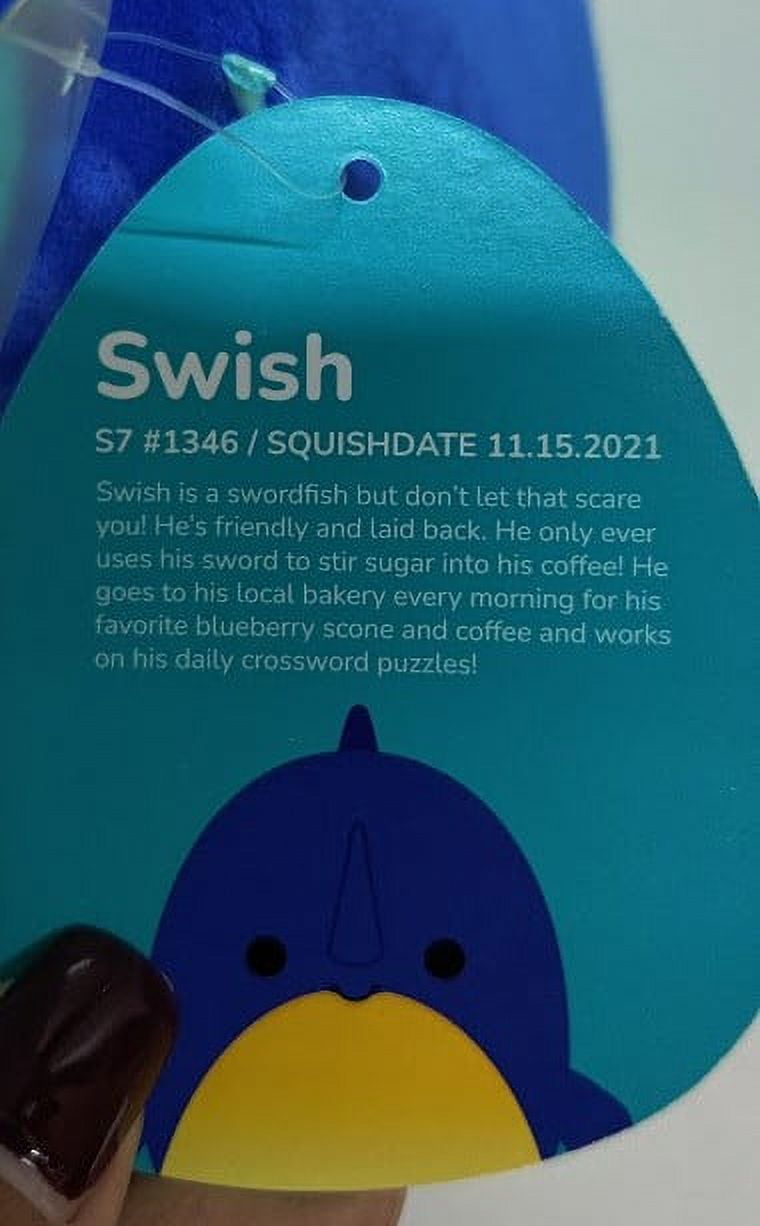 Swish
S7 #1346 / SQUISHDATE 11.15.2021
Swish is a swordfish but don't let that scare
you! He's friendly and laid back. He only ever
uses his sword to stir sugar into his coffee! He
goes to his local bakery every morning for his
favorite blueberry scone and coffee and works
on his daily crossword puzzles!